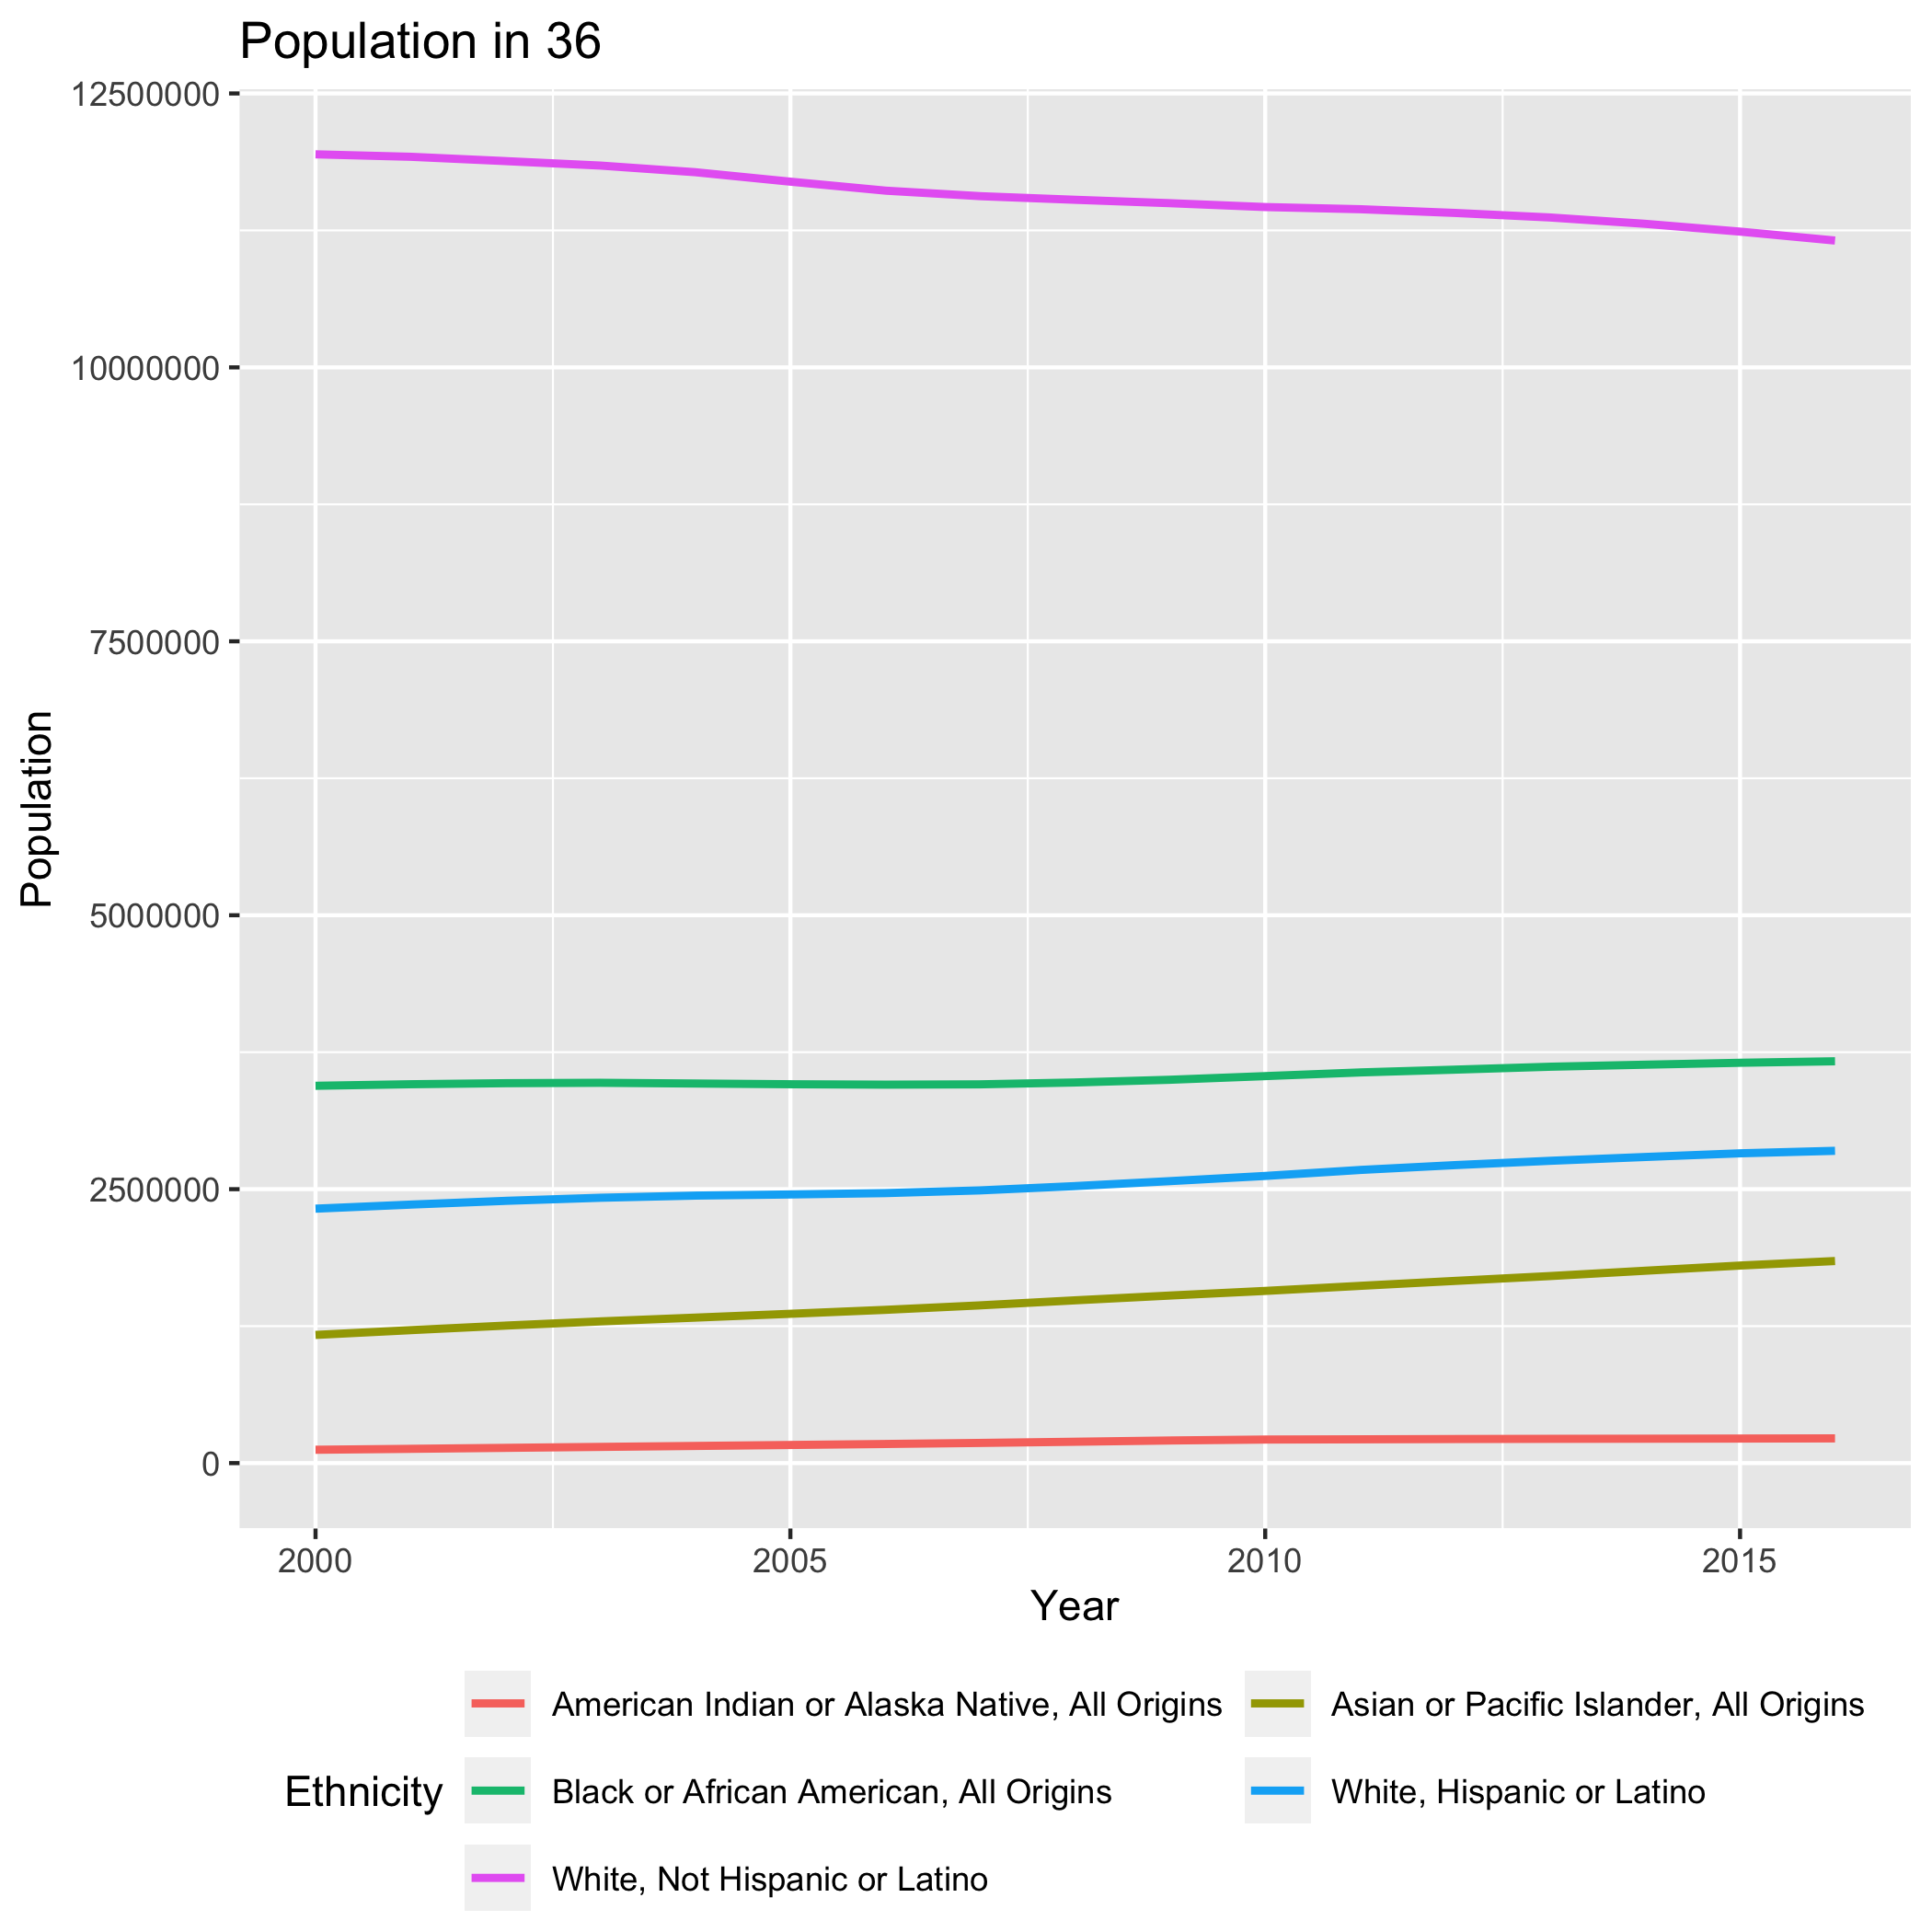 Population in 36
12500000
10000000
7500000
5000000
2500000
0
Population
2000 2005 2010 2015
Year
Ethnicity
American Indian or Alaska Native, All Origins
Asian or Pacific Islander, All Origins
Black or African American, All Origins
White, Hispanic or Latino
White, Not Hispanic or Latino